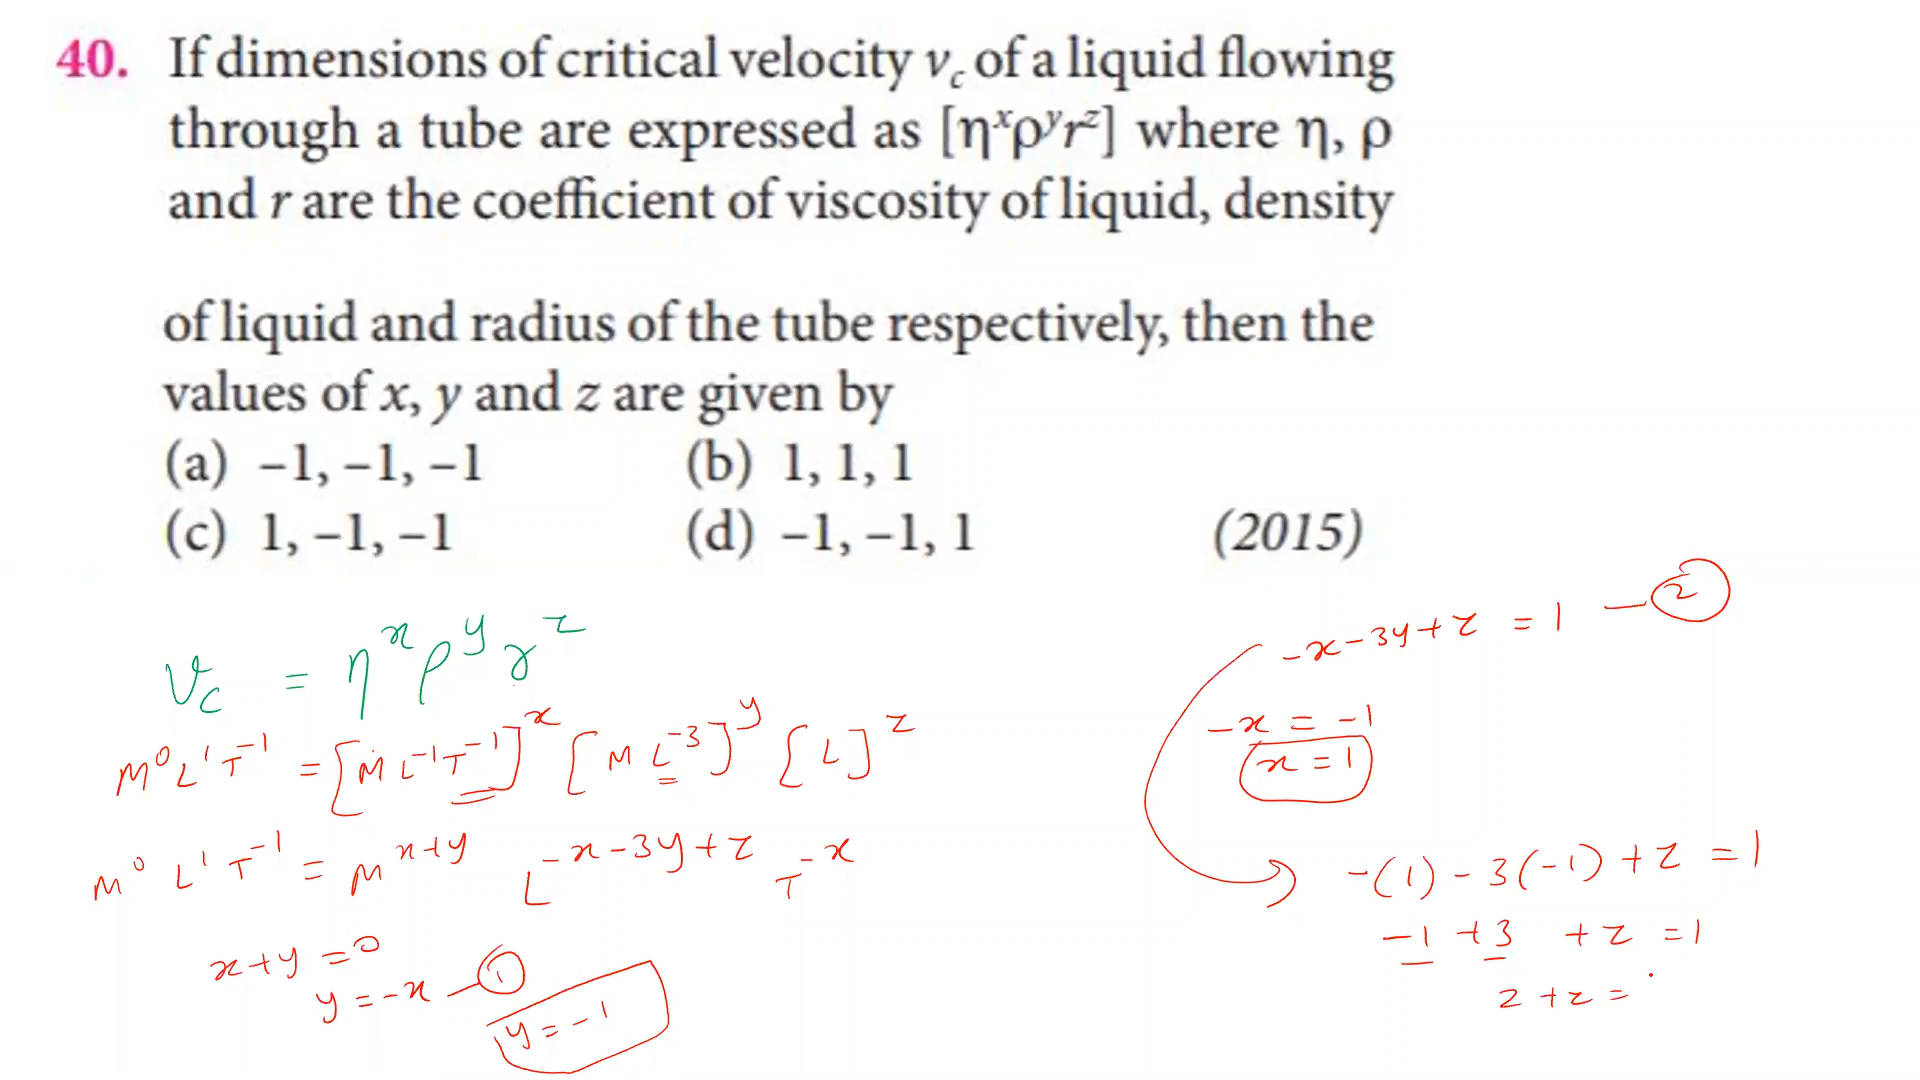 40. If dimensions of critical velocity v_c of a liquid flowing
through a tube are expressed as [η^xρ^yr^z] where η, ρ
and r are the coefficient of viscosity of liquid, density
of liquid and radius of the tube respectively, then the
values of x, y and z are given by
(a) –1, –1, –1 (b) 1, 1, 1
(c) 1, –1, –1 (d) –1, –1, 1 (2015)
v_c = η^x ρ^y r^z
M^0 L^1 T^-1 = [M L^-1 T^-1]^x [M L^-3]^y [L]^z
M^0 L^1 T^-1 = M^x+y L^-x-3y+z T^-x
x+y = 0
y = -x — 1
y = -1
-x-3y+z = 1 — 2
-x = -1
x = 1
-(1) - 3(-1) + z = 1
-1 +3 + z = 1
2 + z =